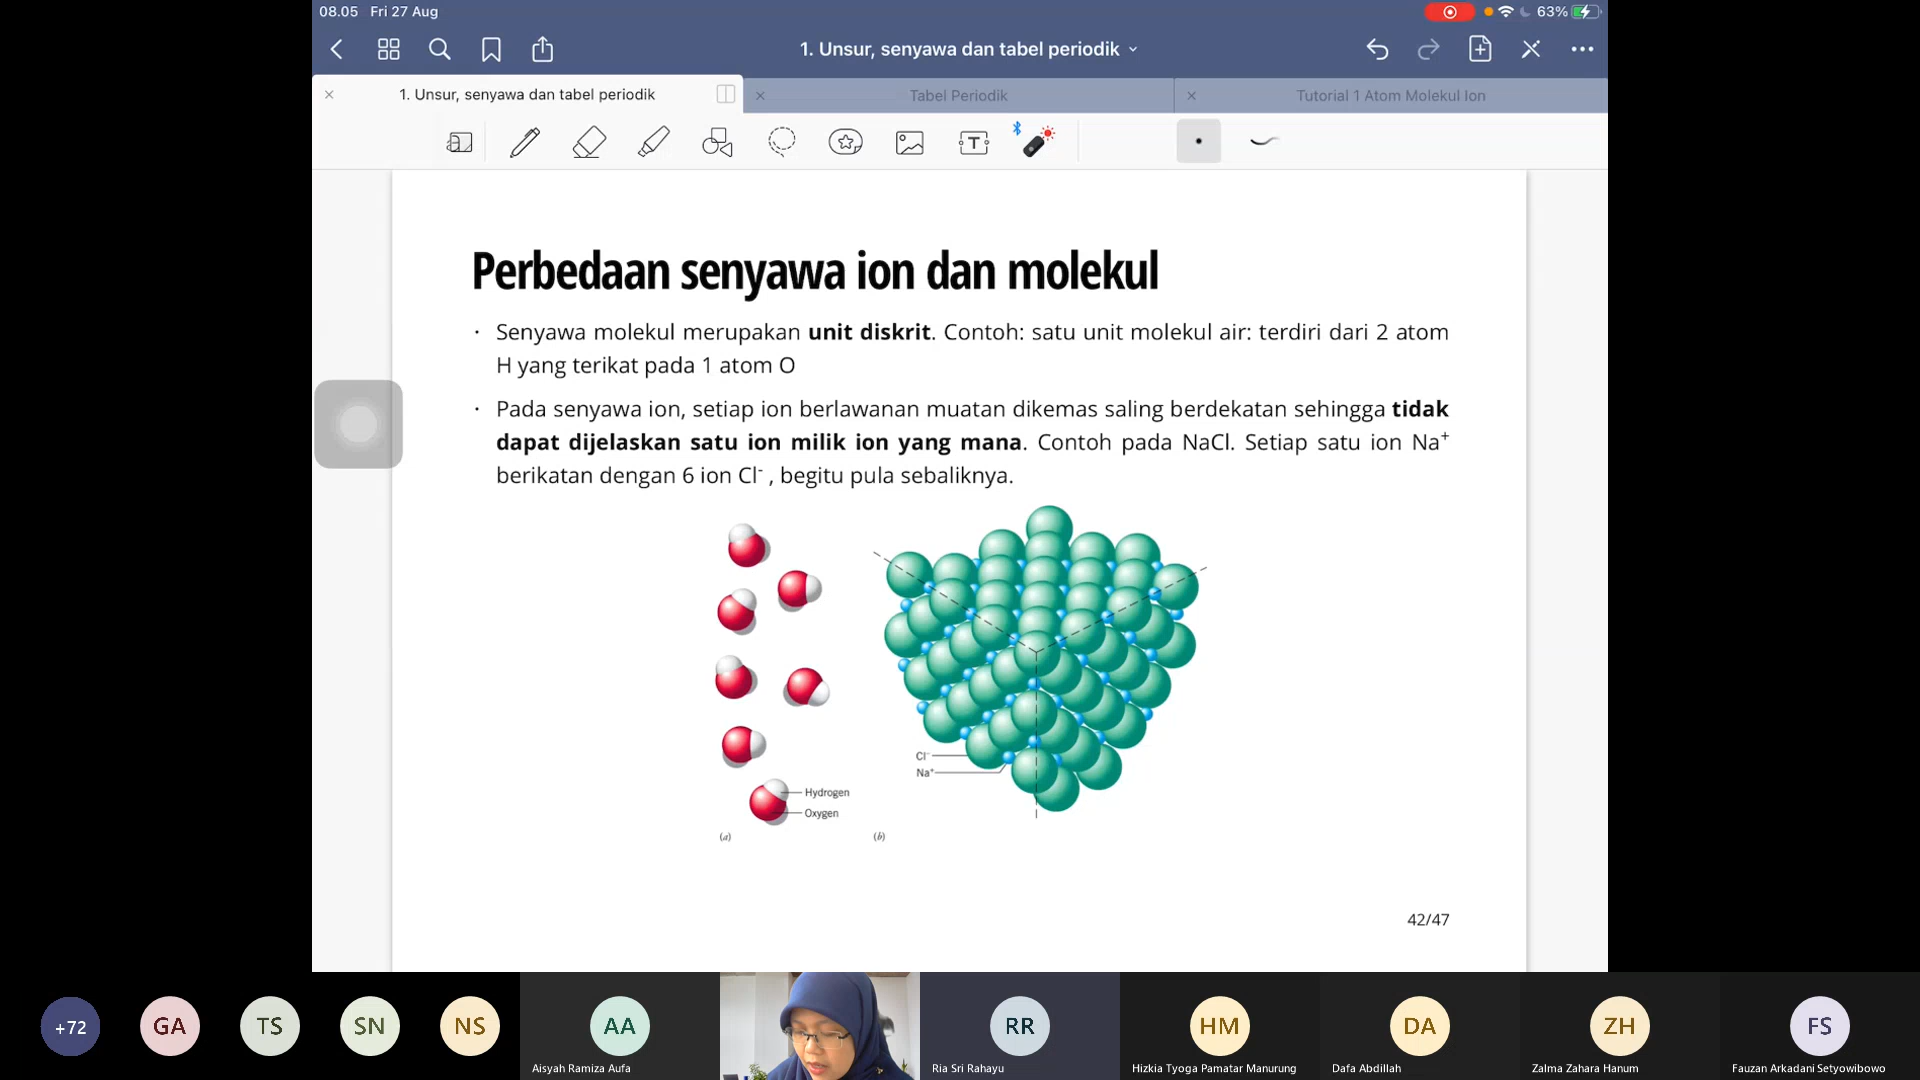 08.05 Fri 27 Aug
63%
1. Unsur, senyawa dan tabel periodik
1. Unsur, senyawa dan tabel periodik
Tabel Periodik
Tutorial 1 Atom Molekul Ion
a
T
Perbedaan senyawa ion dan molekul
· Senyawa molekul merupakan unit diskrit. Contoh: satu unit molekul air: terdiri dari 2 atom
H yang terikat pada 1 atom O
· Pada senyawa ion, setiap ion berlawanan muatan dikemas saling berdekatan sehingga tidak
dapat dijelaskan satu ion milik ion yang mana. Contoh pada NaCl. Setiap satu ion Na⁺
berikatan dengan 6 ion Cl⁻ , begitu pula sebaliknya.
Cl⁻
Na⁺
Hydrogen
Oxygen
(a)
(b)
42/47
+72
GA
TS
SN
NS
AA
RR
HM
DA
ZH
FS
Aisyah Ramiza Aufa
Ria Sri Rahayu
Hizkia Tyoga Pamatar Manurung
Dafa Abdillah
Zalma Zahara Hanum
Fauzan Arkadani Setyowibowo